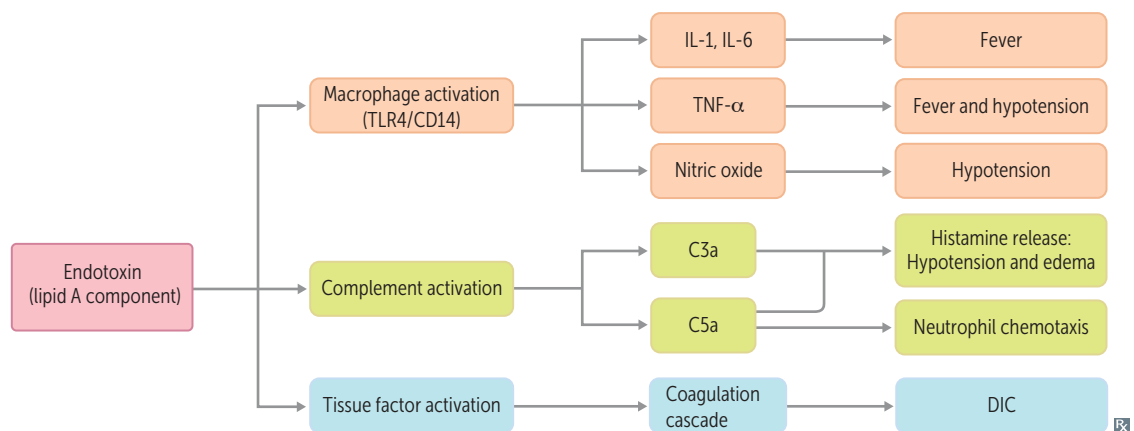 Endotoxin
(lipid A component)
Macrophage activation
(TLR4/CD14)
IL-1, IL-6
Fever
TNF-α
Fever and hypotension
Nitric oxide
Hypotension
Complement activation
C3a
Histamine release:
Hypotension and edema
C5a
Neutrophil chemotaxis
Tissue factor activation
Coagulation
cascade
DIC
Rx